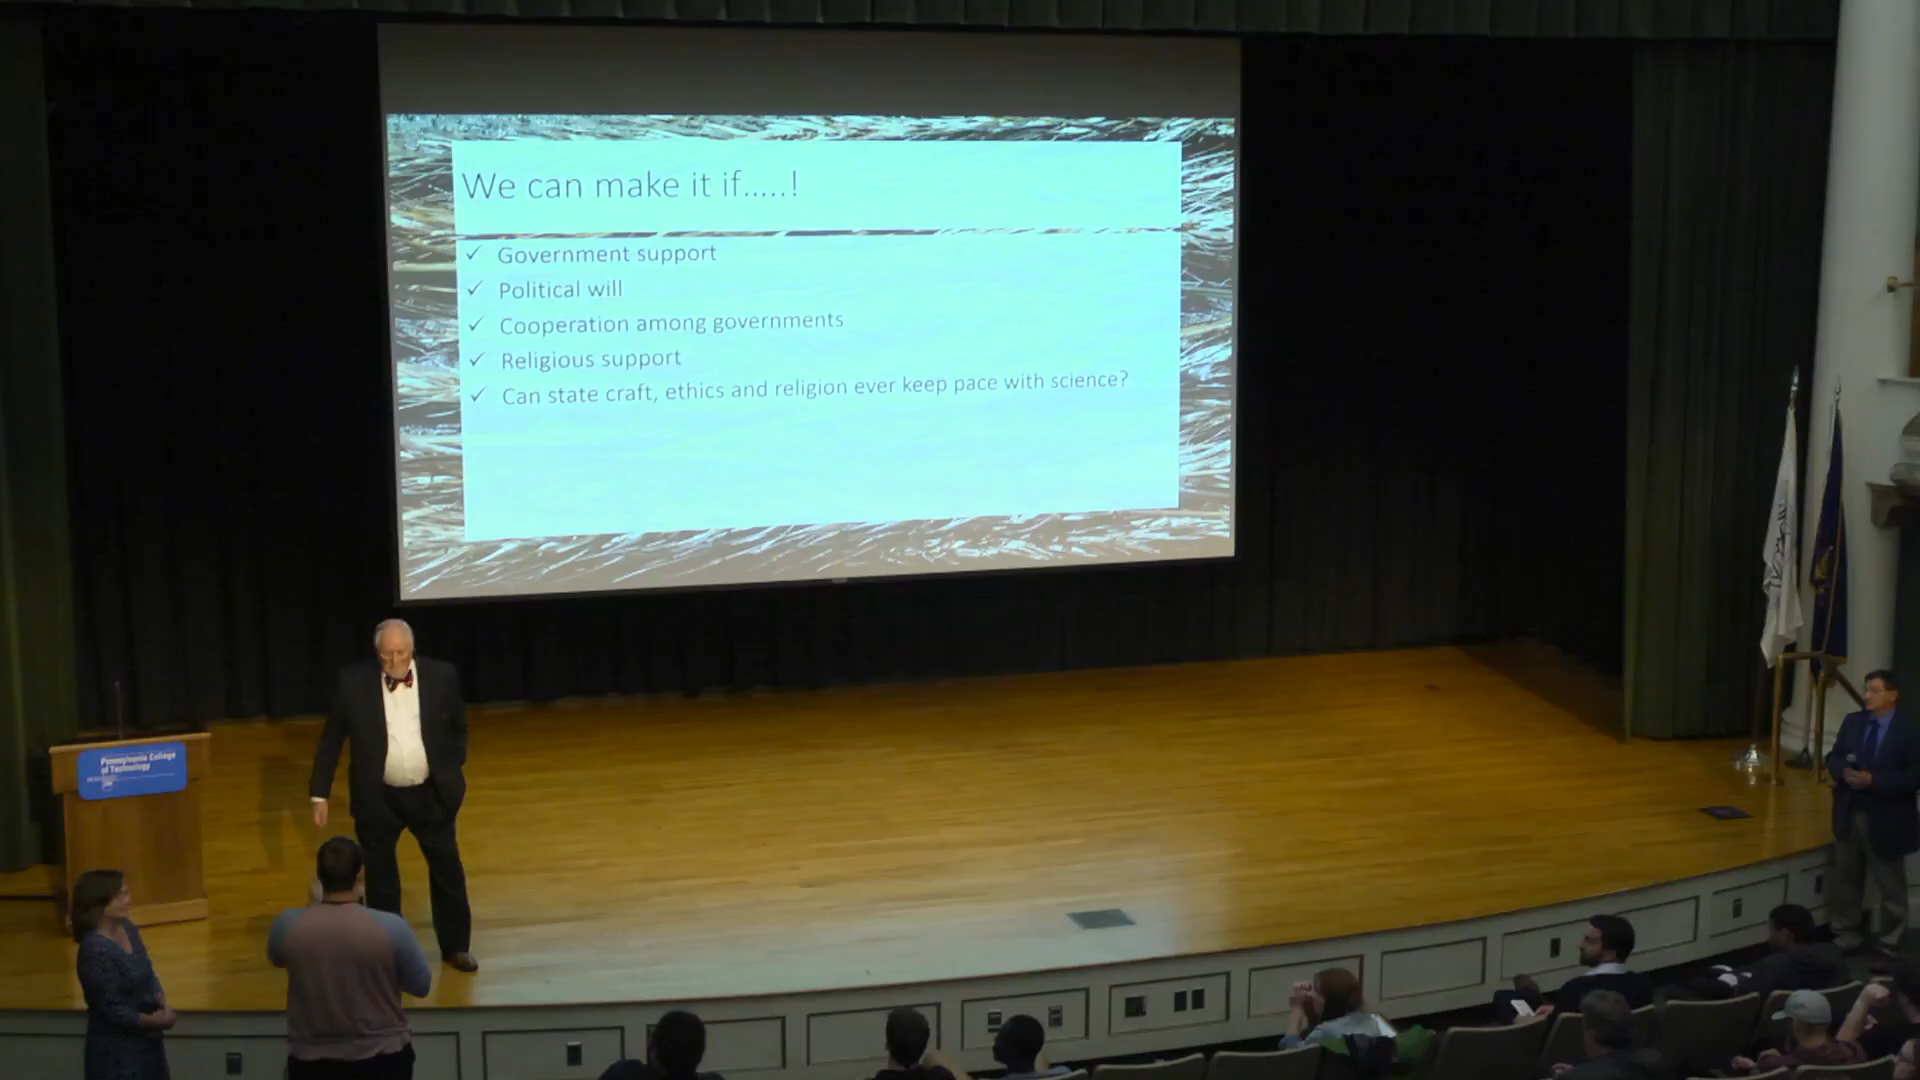 We can make it if.....!
✓ Government support
✓ Political will
✓ Cooperation among governments
✓ Religious support
✓ Can state craft, ethics and religion ever keep pace with science?
Pennsylvania College
of Technology